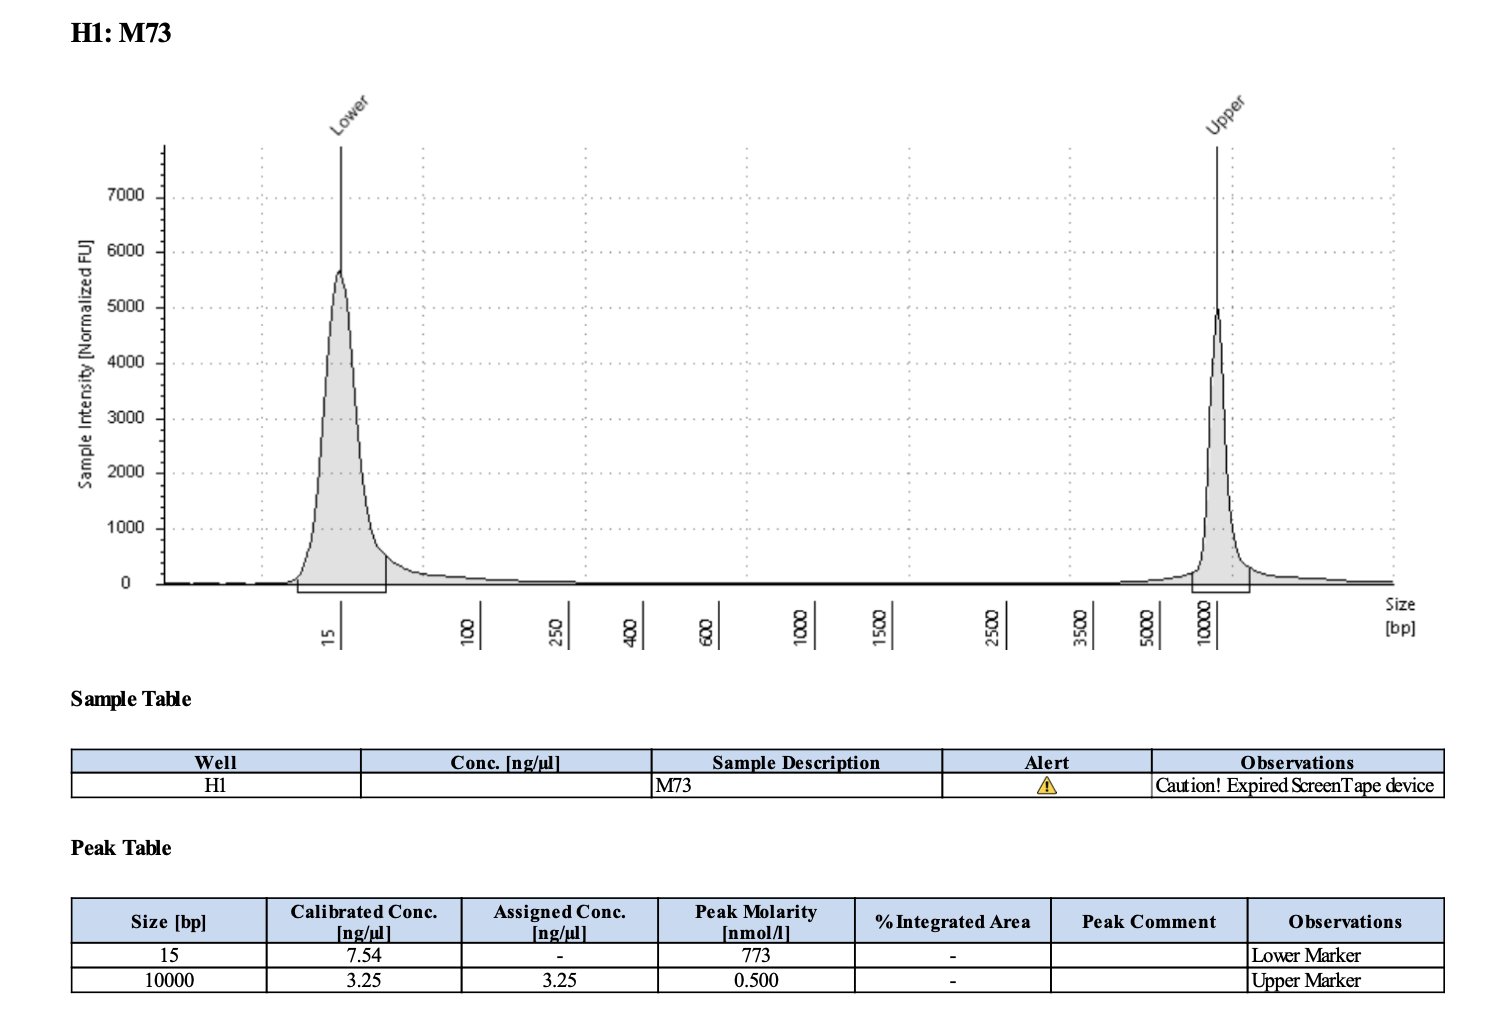 H1: M73
Lower
Upper
Sample Intensity [Normalized FU]
7000
6000
5000
4000
3000
2000
1000
0
15
100
250
400
600
1000
1500
2500
3500
5000
10000
Size
[bp]
Sample Table
Well Conc. [ng/µl] Sample Description Alert Observations
H1 M73 Caution! Expired ScreenTape device
Peak Table
Size [bp] Calibrated Conc. [ng/µl] Assigned Conc. [ng/µl] Peak Molarity [nmol/l] % Integrated Area Peak Comment Observations
15 7.54 - 773 - Lower Marker
10000 3.25 3.25 0.500 - Upper Marker